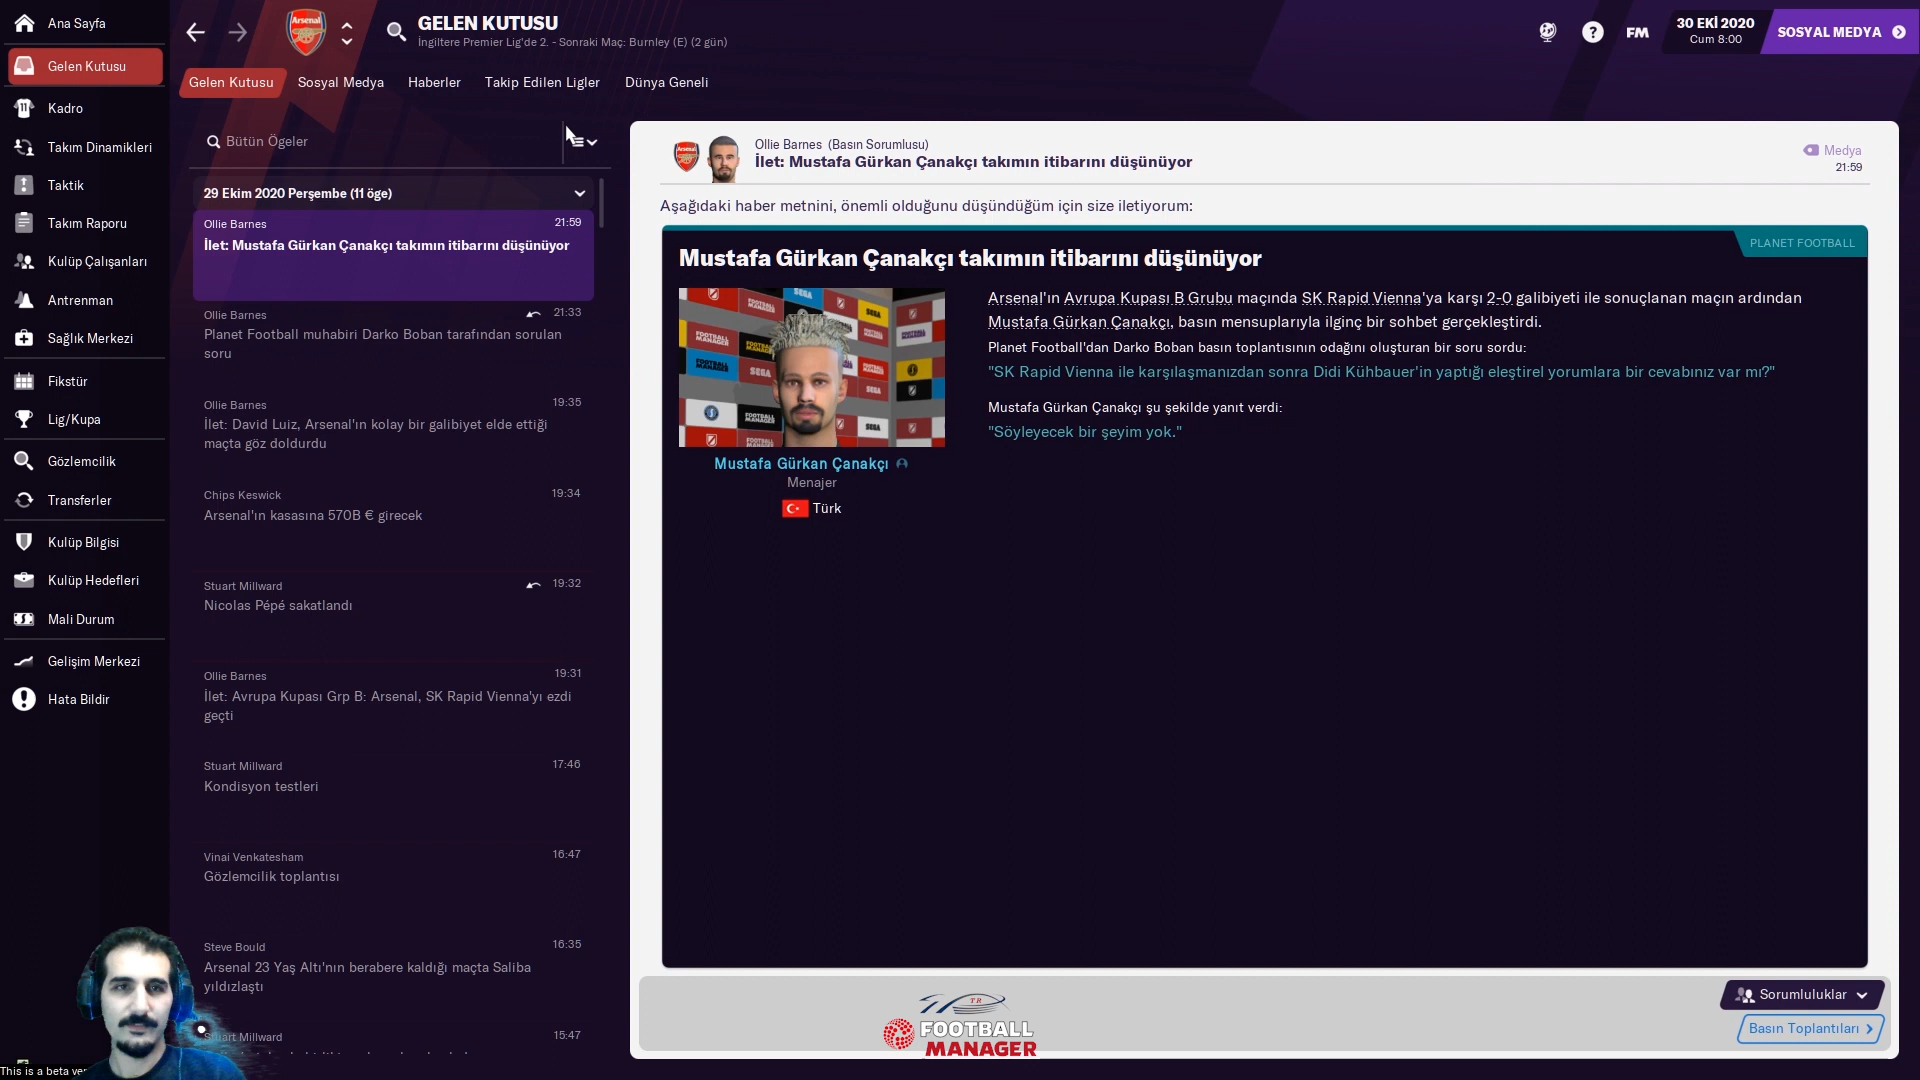 Ana Sayfa
Gelen Kutusu
Kadro
Takım Dinamikleri
Taktik
Takım Raporu
Kulüp Çalışanları
Antrenman
Sağlık Merkezi
Fikstür
Lig/Kupa
Gözlemcilik
Transferler
Kulüp Bilgisi
Kulüp Hedefleri
Mali Durum
Gelişim Merkezi
Hata Bildir
Arsenal
GELEN KUTUSU
İngiltere Premier Lig'de 2. - Sonraki Maç: Burnley (E) (2 gün)
FM
30 EKİ 2020
Cum 8:00
SOSYAL MEDYA
Gelen Kutusu
Sosyal Medya
Haberler
Takip Edilen Ligler
Dünya Geneli
Bütün Ögeler
29 Ekim 2020 Perşembe (11 öge)
Ollie Barnes 21:59
İlet: Mustafa Gürkan Çanakçı takımın itibarını düşünüyor
Ollie Barnes 21:33
Planet Football muhabiri Darko Boban tarafından sorulan
soru
Ollie Barnes 19:35
İlet: David Luiz, Arsenal'ın kolay bir galibiyet elde ettiği
maçta göz doldurdu
Chips Keswick 19:34
Arsenal'ın kasasına 570B € girecek
Stuart Millward 19:32
Nicolas Pépé sakatlandı
Ollie Barnes 19:31
İlet: Avrupa Kupası Grp B: Arsenal, SK Rapid Vienna'yı ezdi
geçti
Stuart Millward 17:46
Kondisyon testleri
Vinai Venkatesham 16:47
Gözlemcilik toplantısı
Steve Bould 16:35
Arsenal 23 Yaş Altı'nın berabere kaldığı maçta Saliba
yıldızlaştı
Stuart Millward 15:47
Arsenal
Ollie Barnes (Basın Sorumlusu)
İlet: Mustafa Gürkan Çanakçı takımın itibarını düşünüyor
Medya
21:59
Aşağıdaki haber metnini, önemli olduğunu düşündüğüm için size iletiyorum:
PLANET FOOTBALL
Mustafa Gürkan Çanakçı takımın itibarını düşünüyor
Arsenal'ın Avrupa Kupası B Grubu maçında SK Rapid Vienna'ya karşı 2-0 galibiyeti ile sonuçlanan maçın ardından
Mustafa Gürkan Çanakçı, basın mensuplarıyla ilginç bir sohbet gerçekleştirdi.
Planet Football'dan Darko Boban basın toplantısının odağını oluşturan bir soru sordu:
"SK Rapid Vienna ile karşılaşmanızdan sonra Didi Kühbauer'in yaptığı eleştirel yorumlara bir cevabınız var mı?"
Mustafa Gürkan Çanakçı şu şekilde yanıt verdi:
"Söyleyecek bir şeyim yok."
SEGA
FOOTBALL MANAGER
Mustafa Gürkan Çanakçı
Menajer
Türk
TR
FOOTBALL
MANAGER
Sorumluluklar
Basın Toplantıları
This is a beta